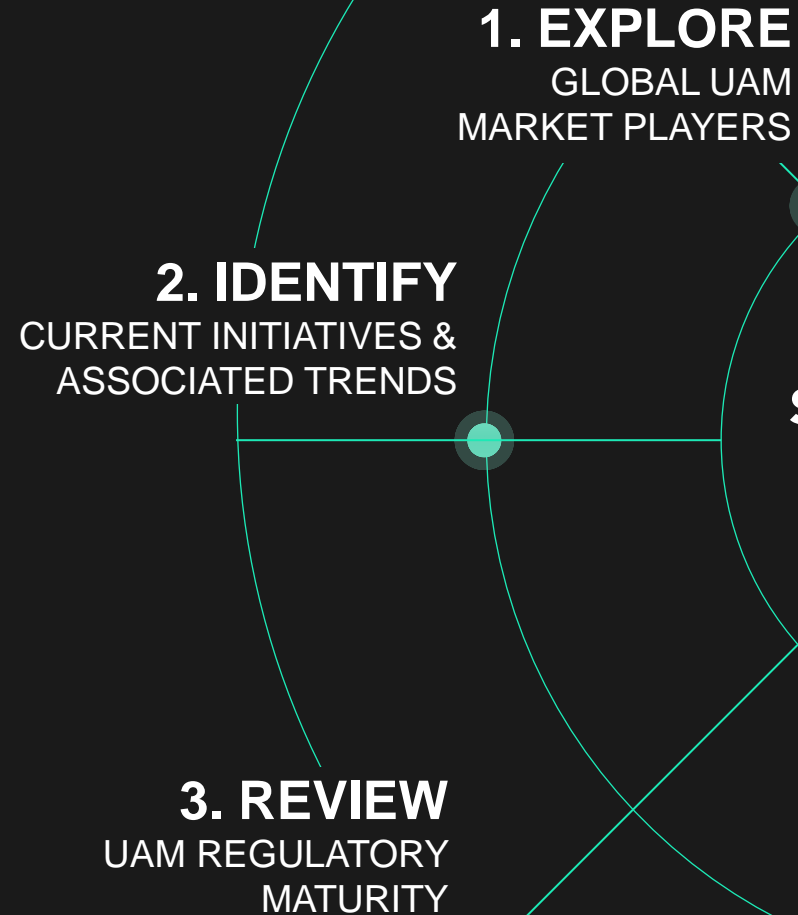 1. EXPLORE
GLOBAL UAM
MARKET PLAYERS
2. IDENTIFY
CURRENT INITIATIVES &
ASSOCIATED TRENDS
3. REVIEW
UAM REGULATORY
MATURITY